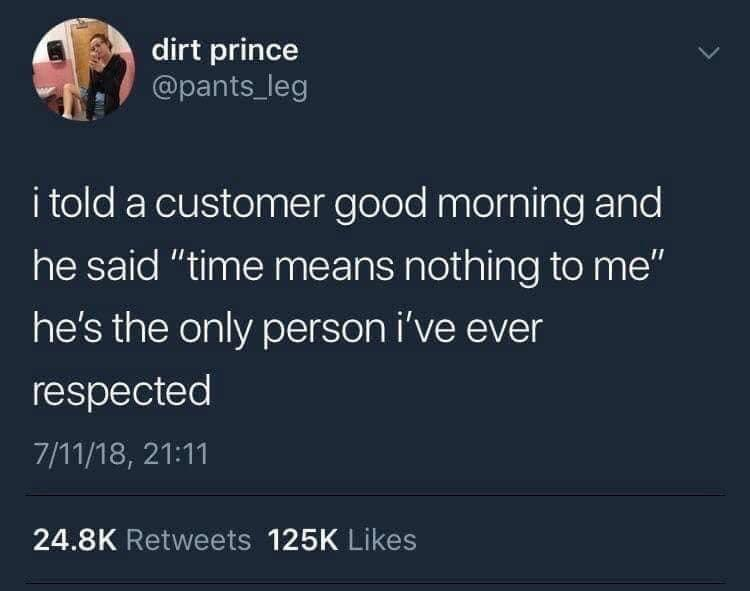 dirt prince
@pants_leg
i told a customer good morning and
he said “time means nothing to me”
he’s the only person i’ve ever
respected
7/11/18, 21:11
24.8K Retweets 125K Likes